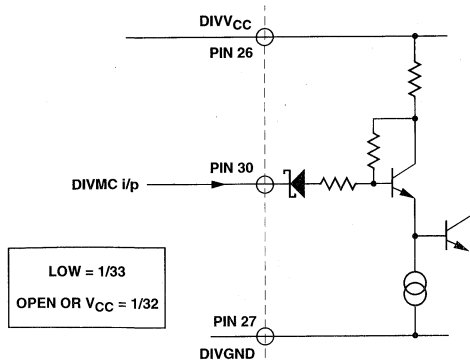 DIVVCC
PIN 26
PIN 30
DIVMC i/p
LOW = 1/33
OPEN OR VCC = 1/32
PIN 27
DIVGND